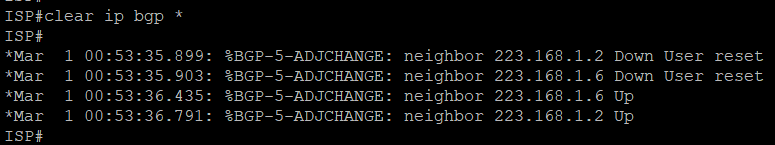 ISP#clear ip bgp *
ISP#
*Mar  1 00:53:35.899: %BGP-5-ADJCHANGE: neighbor 223.168.1.2 Down User reset
*Mar  1 00:53:35.903: %BGP-5-ADJCHANGE: neighbor 223.168.1.6 Down User reset
*Mar  1 00:53:36.435: %BGP-5-ADJCHANGE: neighbor 223.168.1.6 Up
*Mar  1 00:53:36.791: %BGP-5-ADJCHANGE: neighbor 223.168.1.2 Up
ISP#